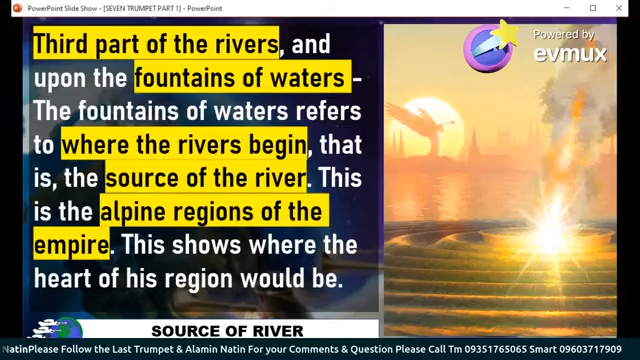 PowerPoint Slide Show - [SEVEN TRUMPET PART 1] - PowerPoint
Powered by
evmux
Third part of the rivers, and
upon the fountains of waters -
The fountains of waters refers
to where the rivers begin, that
is, the source of the river. This
is the alpine regions of the
empire. This shows where the
heart of his region would be.
SOURCE OF RIVER
NatinPlease Follow the Last Trumpet & Alamin Natin For your Comments & Question Please Call Tm 09351765065 Smart 09603717909